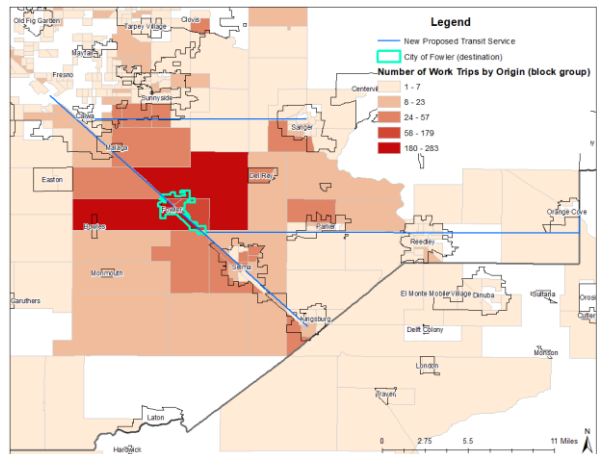 Old Fig Garden
Tarpey Village
Clovis
Mayfair
Fresno
Sunnyside
Calwa
Sanger
Malaga
Easton
Del Rey
Fowler
Bowles
Parlier
Reedley
Orange Cove
Monmouth
Selma
Caruthers
El Monte Mobile Village
Dinuba
Sultana
Orosi
Cutler
Kingsburg
Delft Colony
Monson
London
Traver
Laton
Hardwick
Legend
New Proposed Transit Service
City of Fowler (destination)
Number of Work Trips by Origin (block group)
1 - 7
8 - 23
24 - 57
58 - 179
180 - 283
0 2.75 5.5 11 Miles
N